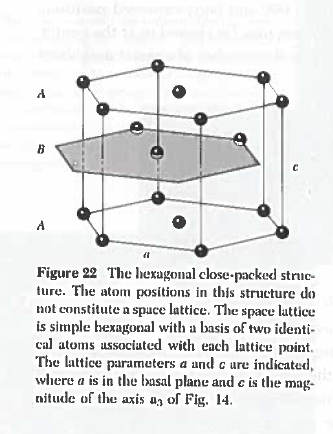 A
B
c
A
a
Figure 22 The hexagonal close-packed struc-
ture. The atom positions in this structure do
not constitute a space lattice. The space lattice
is simple hexagonal with a basis of two identi-
cal atoms associated with each lattice point.
The lattice parameters a and c are indicated,
where a is in the basal plane and c is the mag-
nitude of the axis a₃ of Fig. 14.